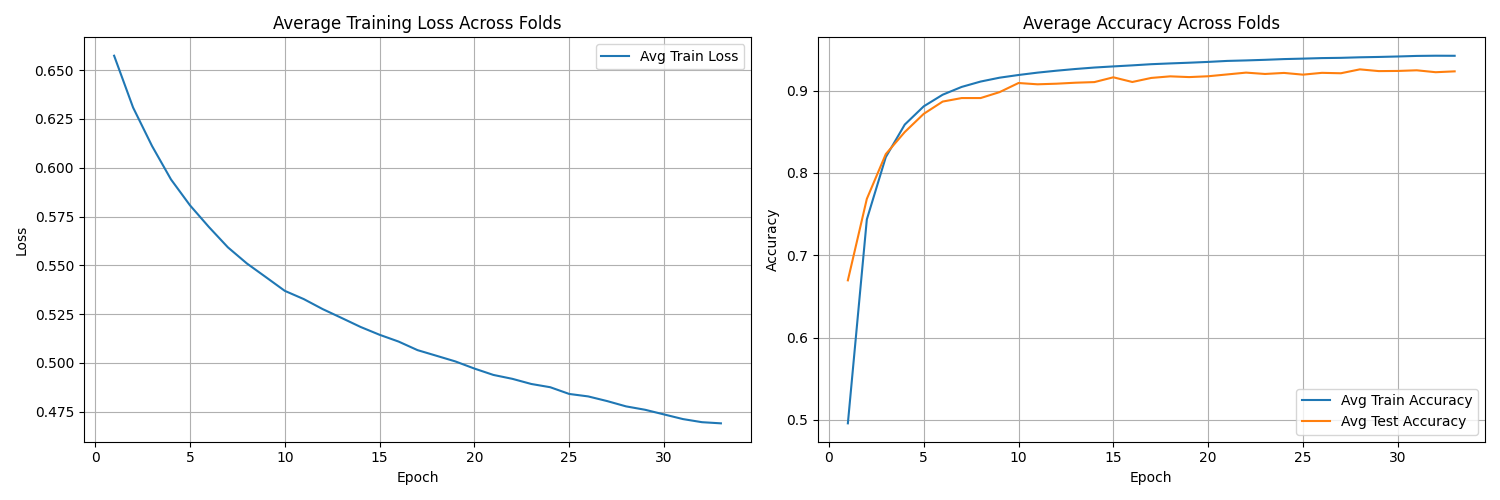 Average Training Loss Across Folds
Avg Train Loss
Loss
0.650
0.625
0.600
0.575
0.550
0.525
0.500
0.475
0 5 10 15 20 25 30
Epoch
Average Accuracy Across Folds
Accuracy
0.9
0.8
0.7
0.6
0.5
Avg Train Accuracy
Avg Test Accuracy
0 5 10 15 20 25 30
Epoch